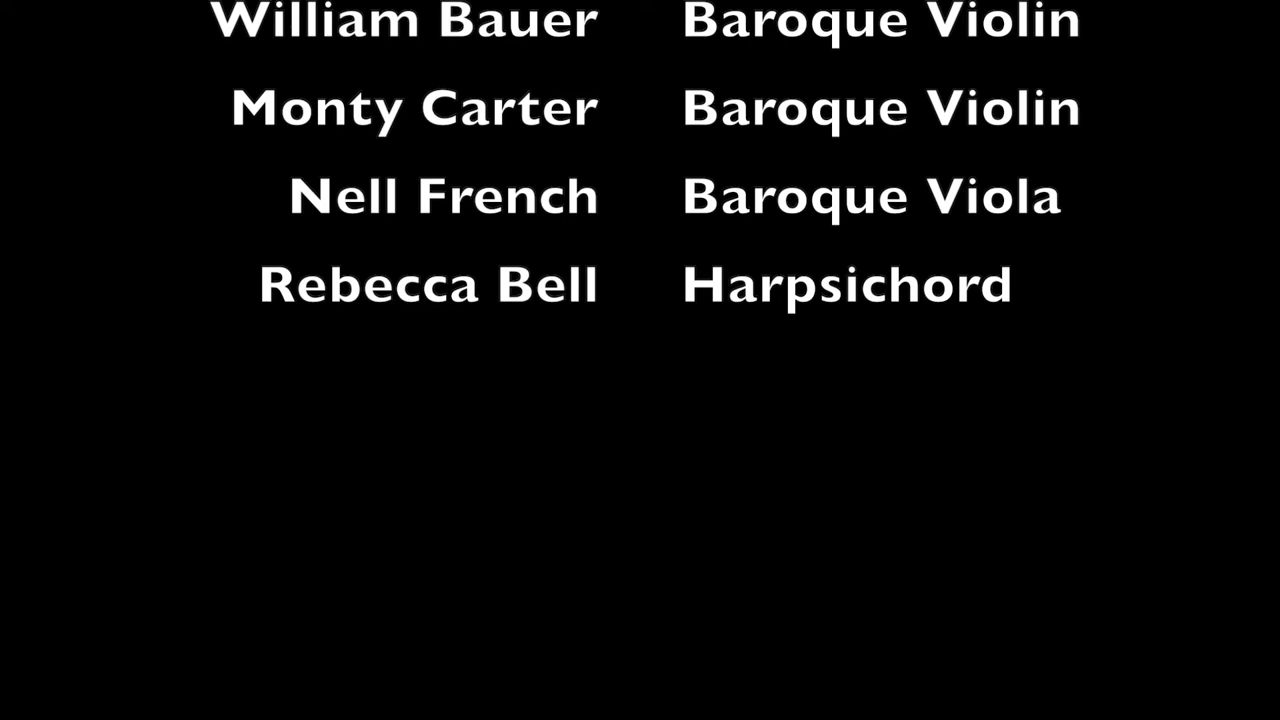 William Bauer Baroque Violin
Monty Carter Baroque Violin
Nell French Baroque Viola
Rebecca Bell Harpsichord